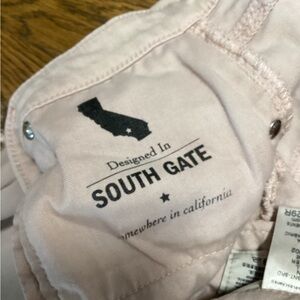 Designed In
SOUTH GATE
somewhere in california